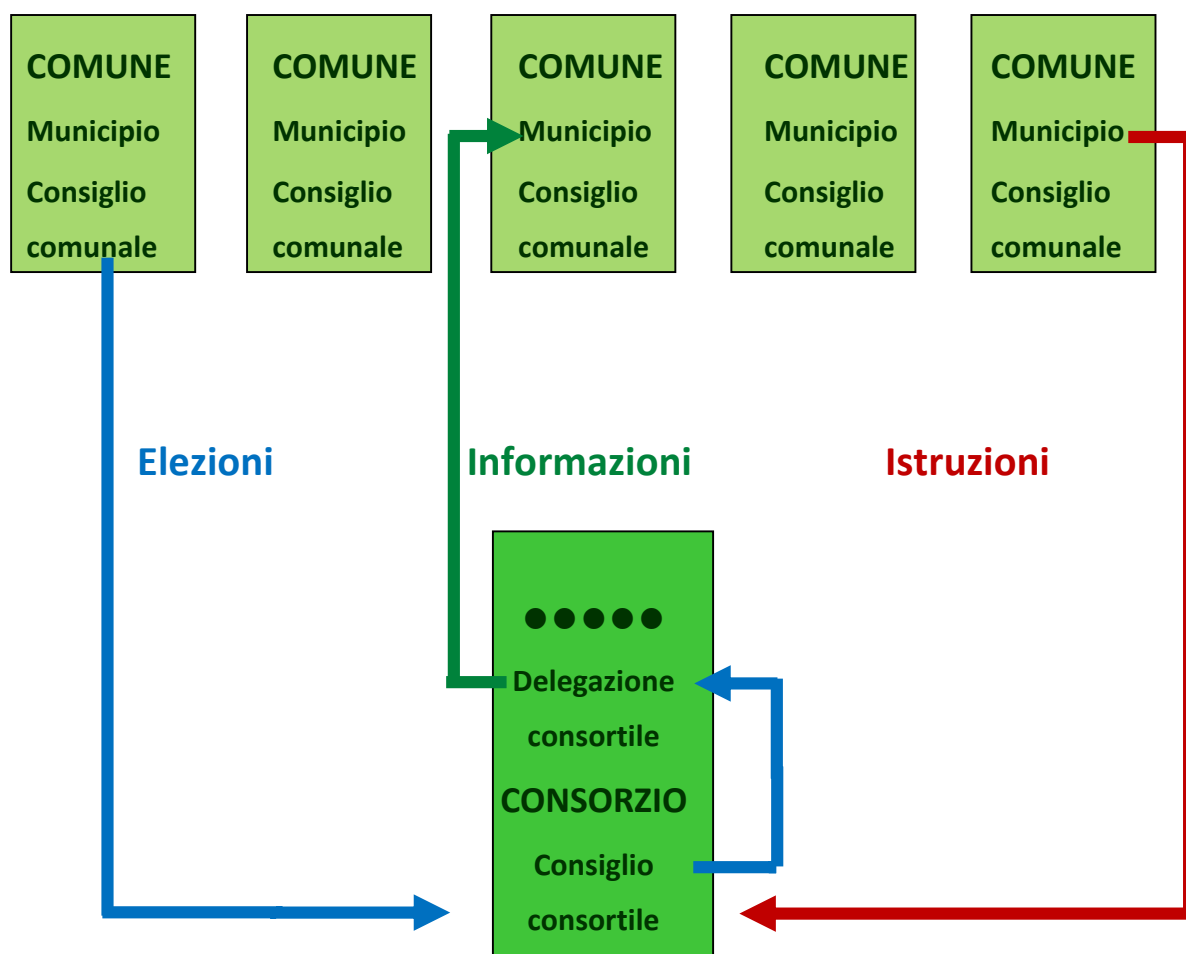 COMUNE
Municipio
Consiglio
comunale
COMUNE
Municipio
Consiglio
comunale
COMUNE
Municipio
Consiglio
comunale
COMUNE
Municipio
Consiglio
comunale
COMUNE
Municipio
Consiglio
comunale
Elezioni
Informazioni
Istruzioni
●●●●●
Delegazione
consortile
CONSORZIO
Consiglio
consortile